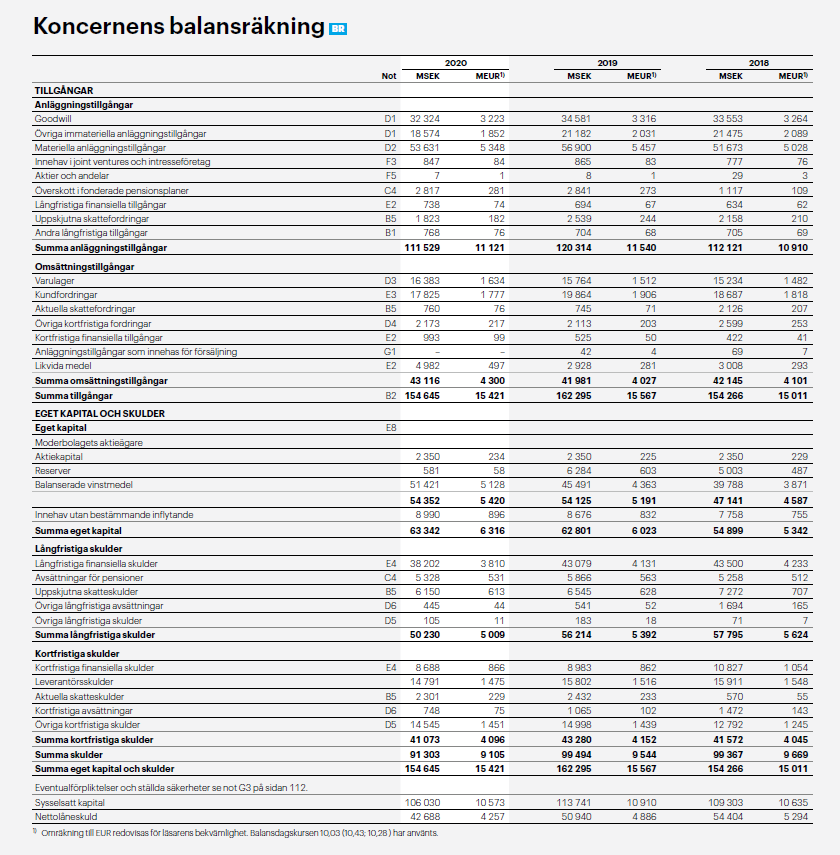 Koncernens balansräkning BR
2020 2019 2018
Not MSEK MEUR1) MSEK MEUR1) MSEK MEUR1)
TILLGÅNGAR
Anläggningstillgångar
Goodwill D1 32 324 3 223 34 581 3 316 33 553 3 264
Övriga immateriella anläggningstillgångar D1 18 574 1 852 21 182 2 031 21 475 2 089
Materiella anläggningstillgångar D2 53 631 5 348 56 900 5 457 51 673 5 028
Innehav i joint ventures och intresseföretag F3 847 84 865 83 777 76
Aktier och andelar F5 7 1 8 1 29 3
Överskott i fonderade pensionsplaner C4 2 817 281 2 841 273 1 117 109
Långfristiga finansiella tillgångar E2 738 74 694 67 634 62
Uppskjutna skattefordringar B5 1 823 182 2 539 244 2 158 210
Andra långfristiga tillgångar B1 768 76 704 68 705 69
Summa anläggningstillgångar 111 529 11 121 120 314 11 540 112 121 10 910
Omsättningstillgångar
Varulager D3 16 383 1 634 15 764 1 512 15 234 1 482
Kundfordringar E3 17 825 1 777 19 864 1 906 18 687 1 818
Aktuella skattefordringar B5 760 76 745 71 2 126 207
Övriga kortfristiga fordringar D4 2 173 217 2 113 203 2 599 253
Kortfristiga finansiella tillgångar E2 993 99 525 50 422 41
Anläggningstillgångar som innehas för försäljning G1 – – 42 4 69 7
Likvida medel E2 4 982 497 2 928 281 3 008 293
Summa omsättningstillgångar 43 116 4 300 41 981 4 027 42 145 4 101
Summa tillgångar B2 154 645 15 421 162 295 15 567 154 266 15 011
EGET KAPITAL OCH SKULDER
Eget kapital E8
Moderbolagets aktieägare
Aktiekapital 2 350 234 2 350 225 2 350 229
Reserver 581 58 6 284 603 5 003 487
Balanserade vinstmedel 51 421 5 128 45 491 4 363 39 788 3 871
54 352 5 420 54 125 5 191 47 141 4 587
Innehav utan bestämmande inflytande 8 990 896 8 676 832 7 758 755
Summa eget kapital 63 342 6 316 62 801 6 023 54 899 5 342
Långfristiga skulder
Långfristiga finansiella skulder E4 38 202 3 810 43 079 4 131 43 500 4 233
Avsättningar för pensioner C4 5 328 531 5 866 563 5 258 512
Uppskjutna skatteskulder B5 6 150 613 6 545 628 7 272 707
Övriga långfristiga avsättningar D6 445 44 541 52 1 694 165
Övriga långfristiga skulder D5 105 11 183 18 71 7
Summa långfristiga skulder 50 230 5 009 56 214 5 392 57 795 5 624
Kortfristiga skulder
Kortfristiga finansiella skulder E4 8 688 866 8 983 862 10 827 1 054
Leverantörsskulder 14 791 1 475 15 802 1 516 15 911 1 548
Aktuella skatteskulder B5 2 301 229 2 432 233 570 55
Kortfristiga avsättningar D6 748 75 1 065 102 1 472 143
Övriga kortfristiga skulder D5 14 545 1 451 14 998 1 439 12 792 1 245
Summa kortfristiga skulder 41 073 4 096 43 280 4 152 41 572 4 045
Summa skulder 91 303 9 105 99 494 9 544 99 367 9 669
Summa eget kapital och skulder 154 645 15 421 162 295 15 567 154 266 15 011
Eventualförpliktelser och ställda säkerheter se not G3 på sidan 112.
Sysselsatt kapital 106 030 10 573 113 741 10 910 109 303 10 635
Nettolåneskuld 42 688 4 257 50 940 4 886 54 404 5 294
1) Omräkning till EUR redovisas för läsarens bekvämlighet. Balansdagskursen 10,03 (10,43; 10,28 ) har använts.